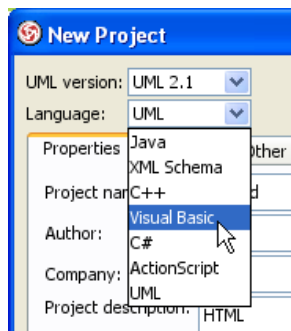 New Project
UML version: UML 2.1
Language: UML
Properties
Other
Java
XML Schema
Project nar
C++
d
Visual Basic
Author:
C#
Company:
ActionScript
UML
Project description:
HTML